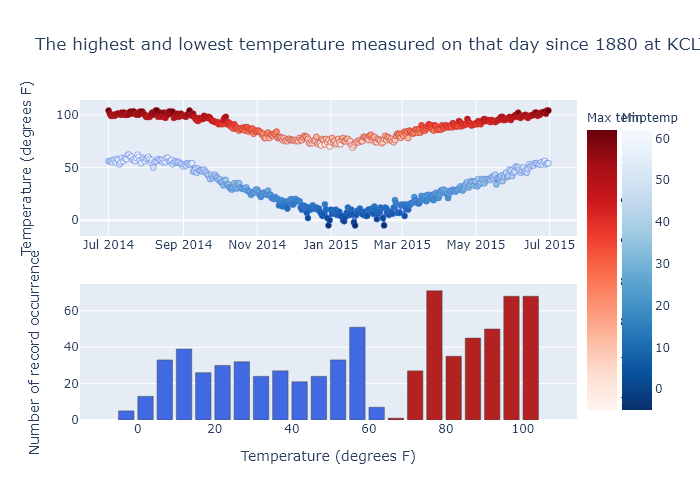 The highest and lowest temperature measured on that day since 1880 at KCL
Temperature (degrees F)
100
50
0
Jul 2014 Sep 2014 Nov 2014 Jan 2015 Mar 2015 May 2015 Jul 2015
Max temp
Min temp
60
50
40
30
20
10
0
Number of record occurrence
60
40
20
0
0 20 40 60 80 100
Temperature (degrees F)